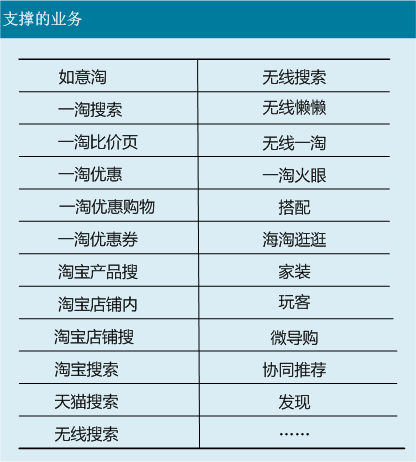 支撑的业务
如意淘 无线搜索
一淘搜索 无线懒懒
一淘比价页 无线一淘
一淘优惠 一淘火眼
一淘优惠购物 搭配
一淘优惠券 海淘逛逛
淘宝产品搜 家装
淘宝店铺内 玩客
淘宝店铺搜 微导购
淘宝搜索 协同推荐
天猫搜索 发现
无线搜索 ……